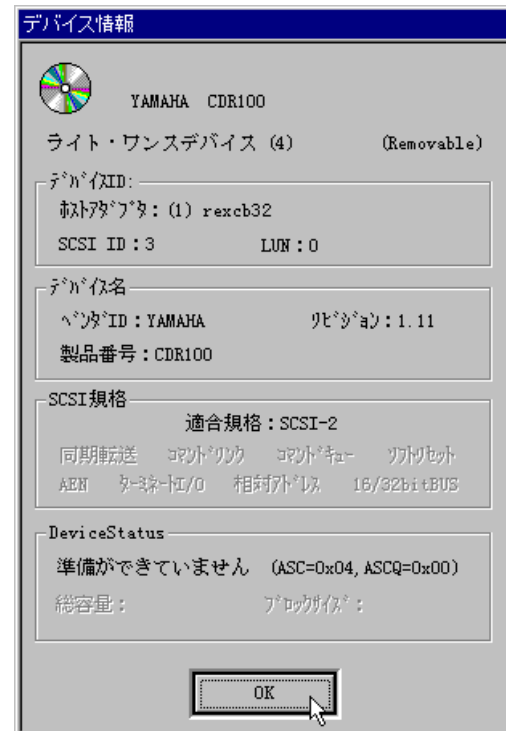 デバイス情報
YAMAHA CDR100
ライト・ワンスデバイス (4) (Removable)
ﾃﾞﾊﾞｲｽID:
ﾎｽﾄｱﾀﾞﾌﾟﾀ: (1) rexcb32
SCSI ID：3 LUN：0
ﾃﾞﾊﾞｲｽ名
ﾍﾞﾝﾀﾞID：YAMAHA ﾘﾋﾞｼﾞｮﾝ：1.11
製品番号：CDR100
SCSI規格
適合規格：SCSI-2
同期転送 ｺﾏﾝﾄﾞﾘﾝｸ ｺﾏﾝﾄﾞｷｭｰ ｿﾌﾄﾘｾｯﾄ
AEN ﾀｰﾐﾈｰﾄI/O 相対ｱﾄﾞﾚｽ 16/32bitBUS
DeviceStatus
準備ができていません (ASC=0x04,ASCQ=0x00)
総容量： ﾌﾞﾛｯｸｻｲｽﾞ：
OK